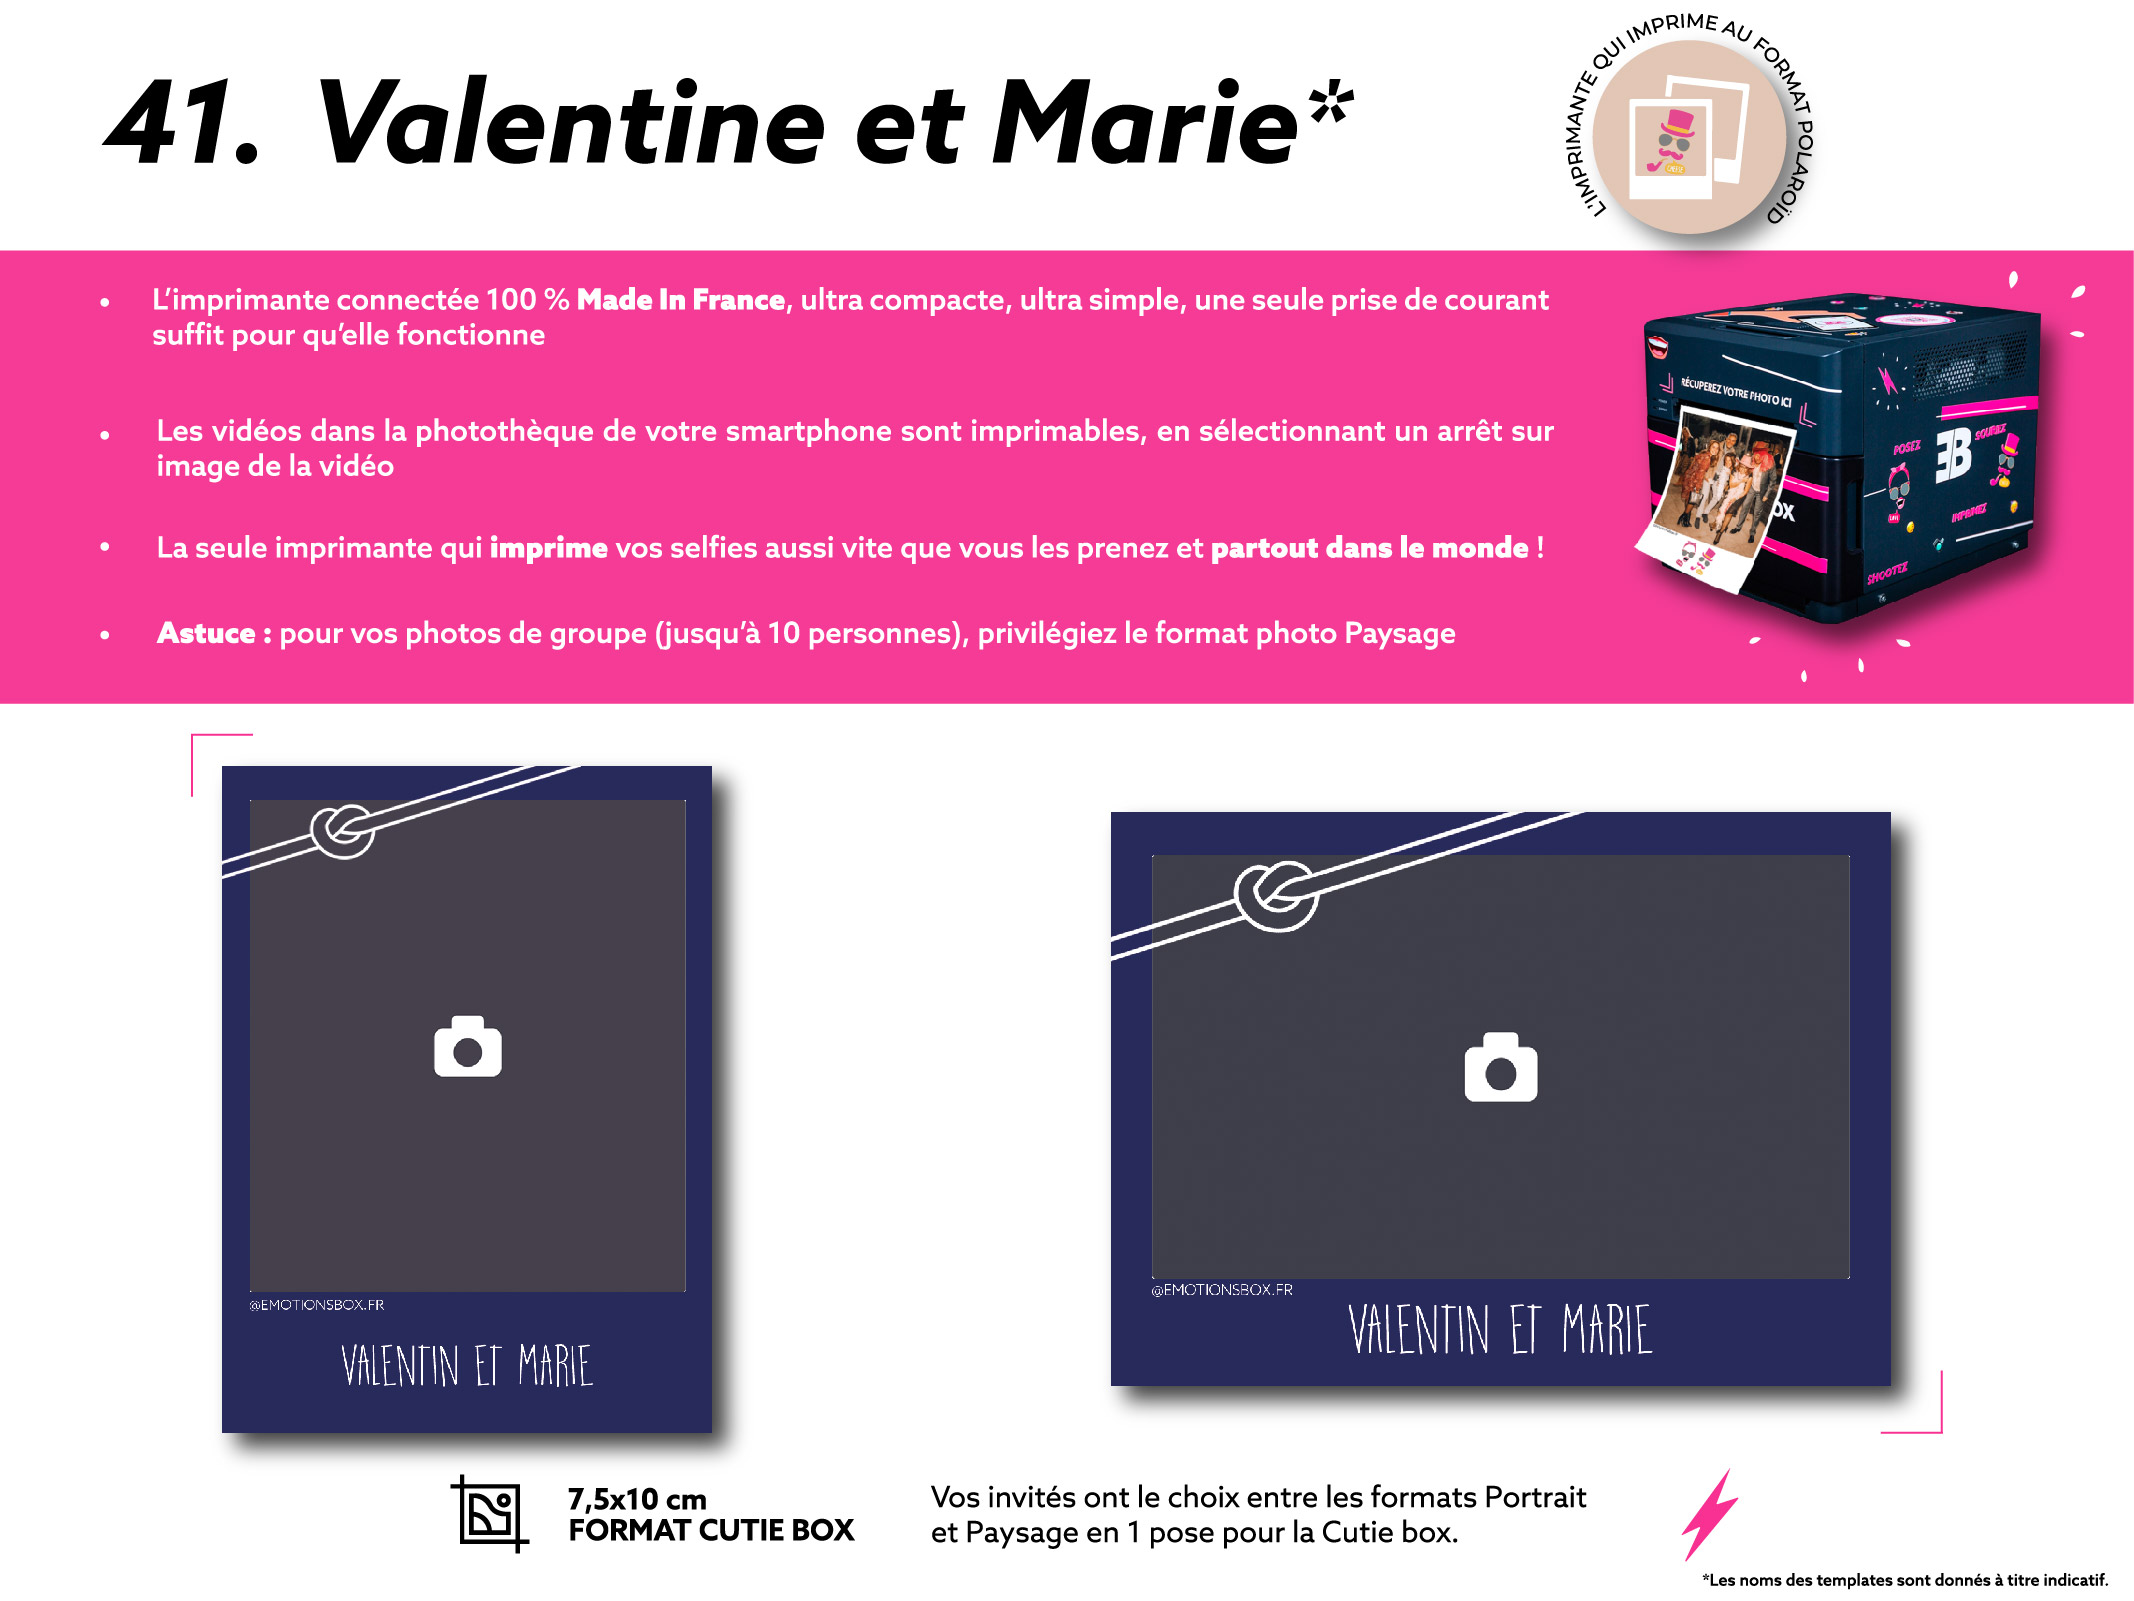 41. Valentine et Marie*
L'IMPRIMANTE QUI IMPRIME AU FORMAT POLAROÏD
• L'imprimante connectée 100 % Made In France, ultra compacte, ultra simple, une seule prise de courant
suffit pour qu'elle fonctionne
• Les vidéos dans la photothèque de votre smartphone sont imprimables, en sélectionnant un arrêt sur
image de la vidéo
• La seule imprimante qui imprime vos selfies aussi vite que vous les prenez et partout dans le monde !
• Astuce : pour vos photos de groupe (jusqu'à 10 personnes), privilégiez le format photo Paysage
RÉCUPEREZ VOTRE PHOTO ICI
OX
POSEZ
EB
SOURIEZ
IMPRIMEZ
SHOOTEZ
@EMOTIONSBOX.FR
VALENTIN ET MARIE
@EMOTIONSBOX.FR
VALENTIN ET MARIE
7,5x10 cm
FORMAT CUTIE BOX
Vos invités ont le choix entre les formats Portrait
et Paysage en 1 pose pour la Cutie box.
*Les noms des templates sont donnés à titre indicatif.